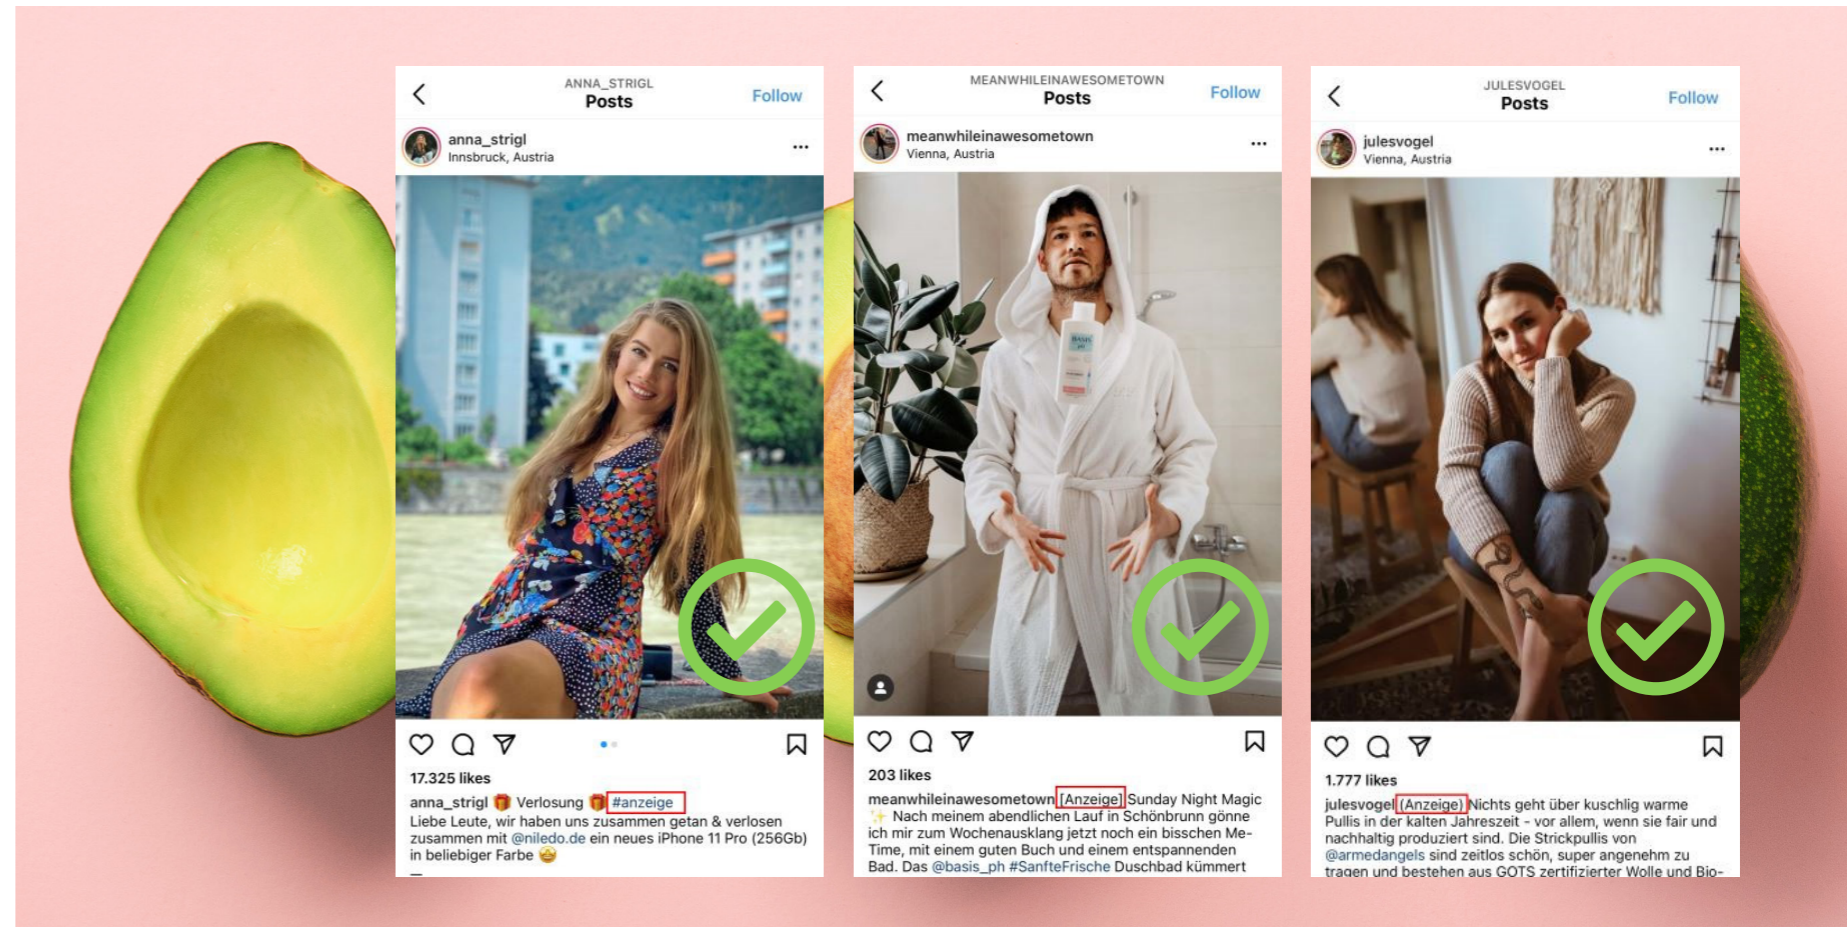 ANNA_STRIGL
Posts
Follow
anna_strigl
Innsbruck, Austria
17.325 likes
anna_strigl 🎁 Verlosung 🎁 #anzeige
Liebe Leute, wir haben uns zusammen getan & verlosen
zusammen mit @niledo.de ein neues iPhone 11 Pro (256Gb)
in beliebiger Farbe 🤩
MEANWHILEINAWESOMETOWN
Posts
Follow
meanwhileinawesometown
Vienna, Austria
BASIS
pH
203 likes
meanwhileinawesometown [Anzeige] Sunday Night Magic
✨ Nach meinem abendlichen Lauf in Schönbrunn gönne
ich mir zum Wochenausklang jetzt noch ein bisschen Me-
Time, mit einem guten Buch und einem entspannenden
Bad. Das @basis_ph #SanfteFrische Duschbad kümmert
JULESVOGEL
Posts
Follow
julesvogel
Vienna, Austria
1.777 likes
julesvogel (Anzeige) Nichts geht über kuschlig warme
Pullis in der kalten Jahreszeit - vor allem, wenn sie fair und
nachhaltig produziert sind. Die Strickpullis von
@armedangels sind zeitlos schön, super angenehm zu
tragen und bestehen aus GOTS zertifizierter Wolle und Bio-